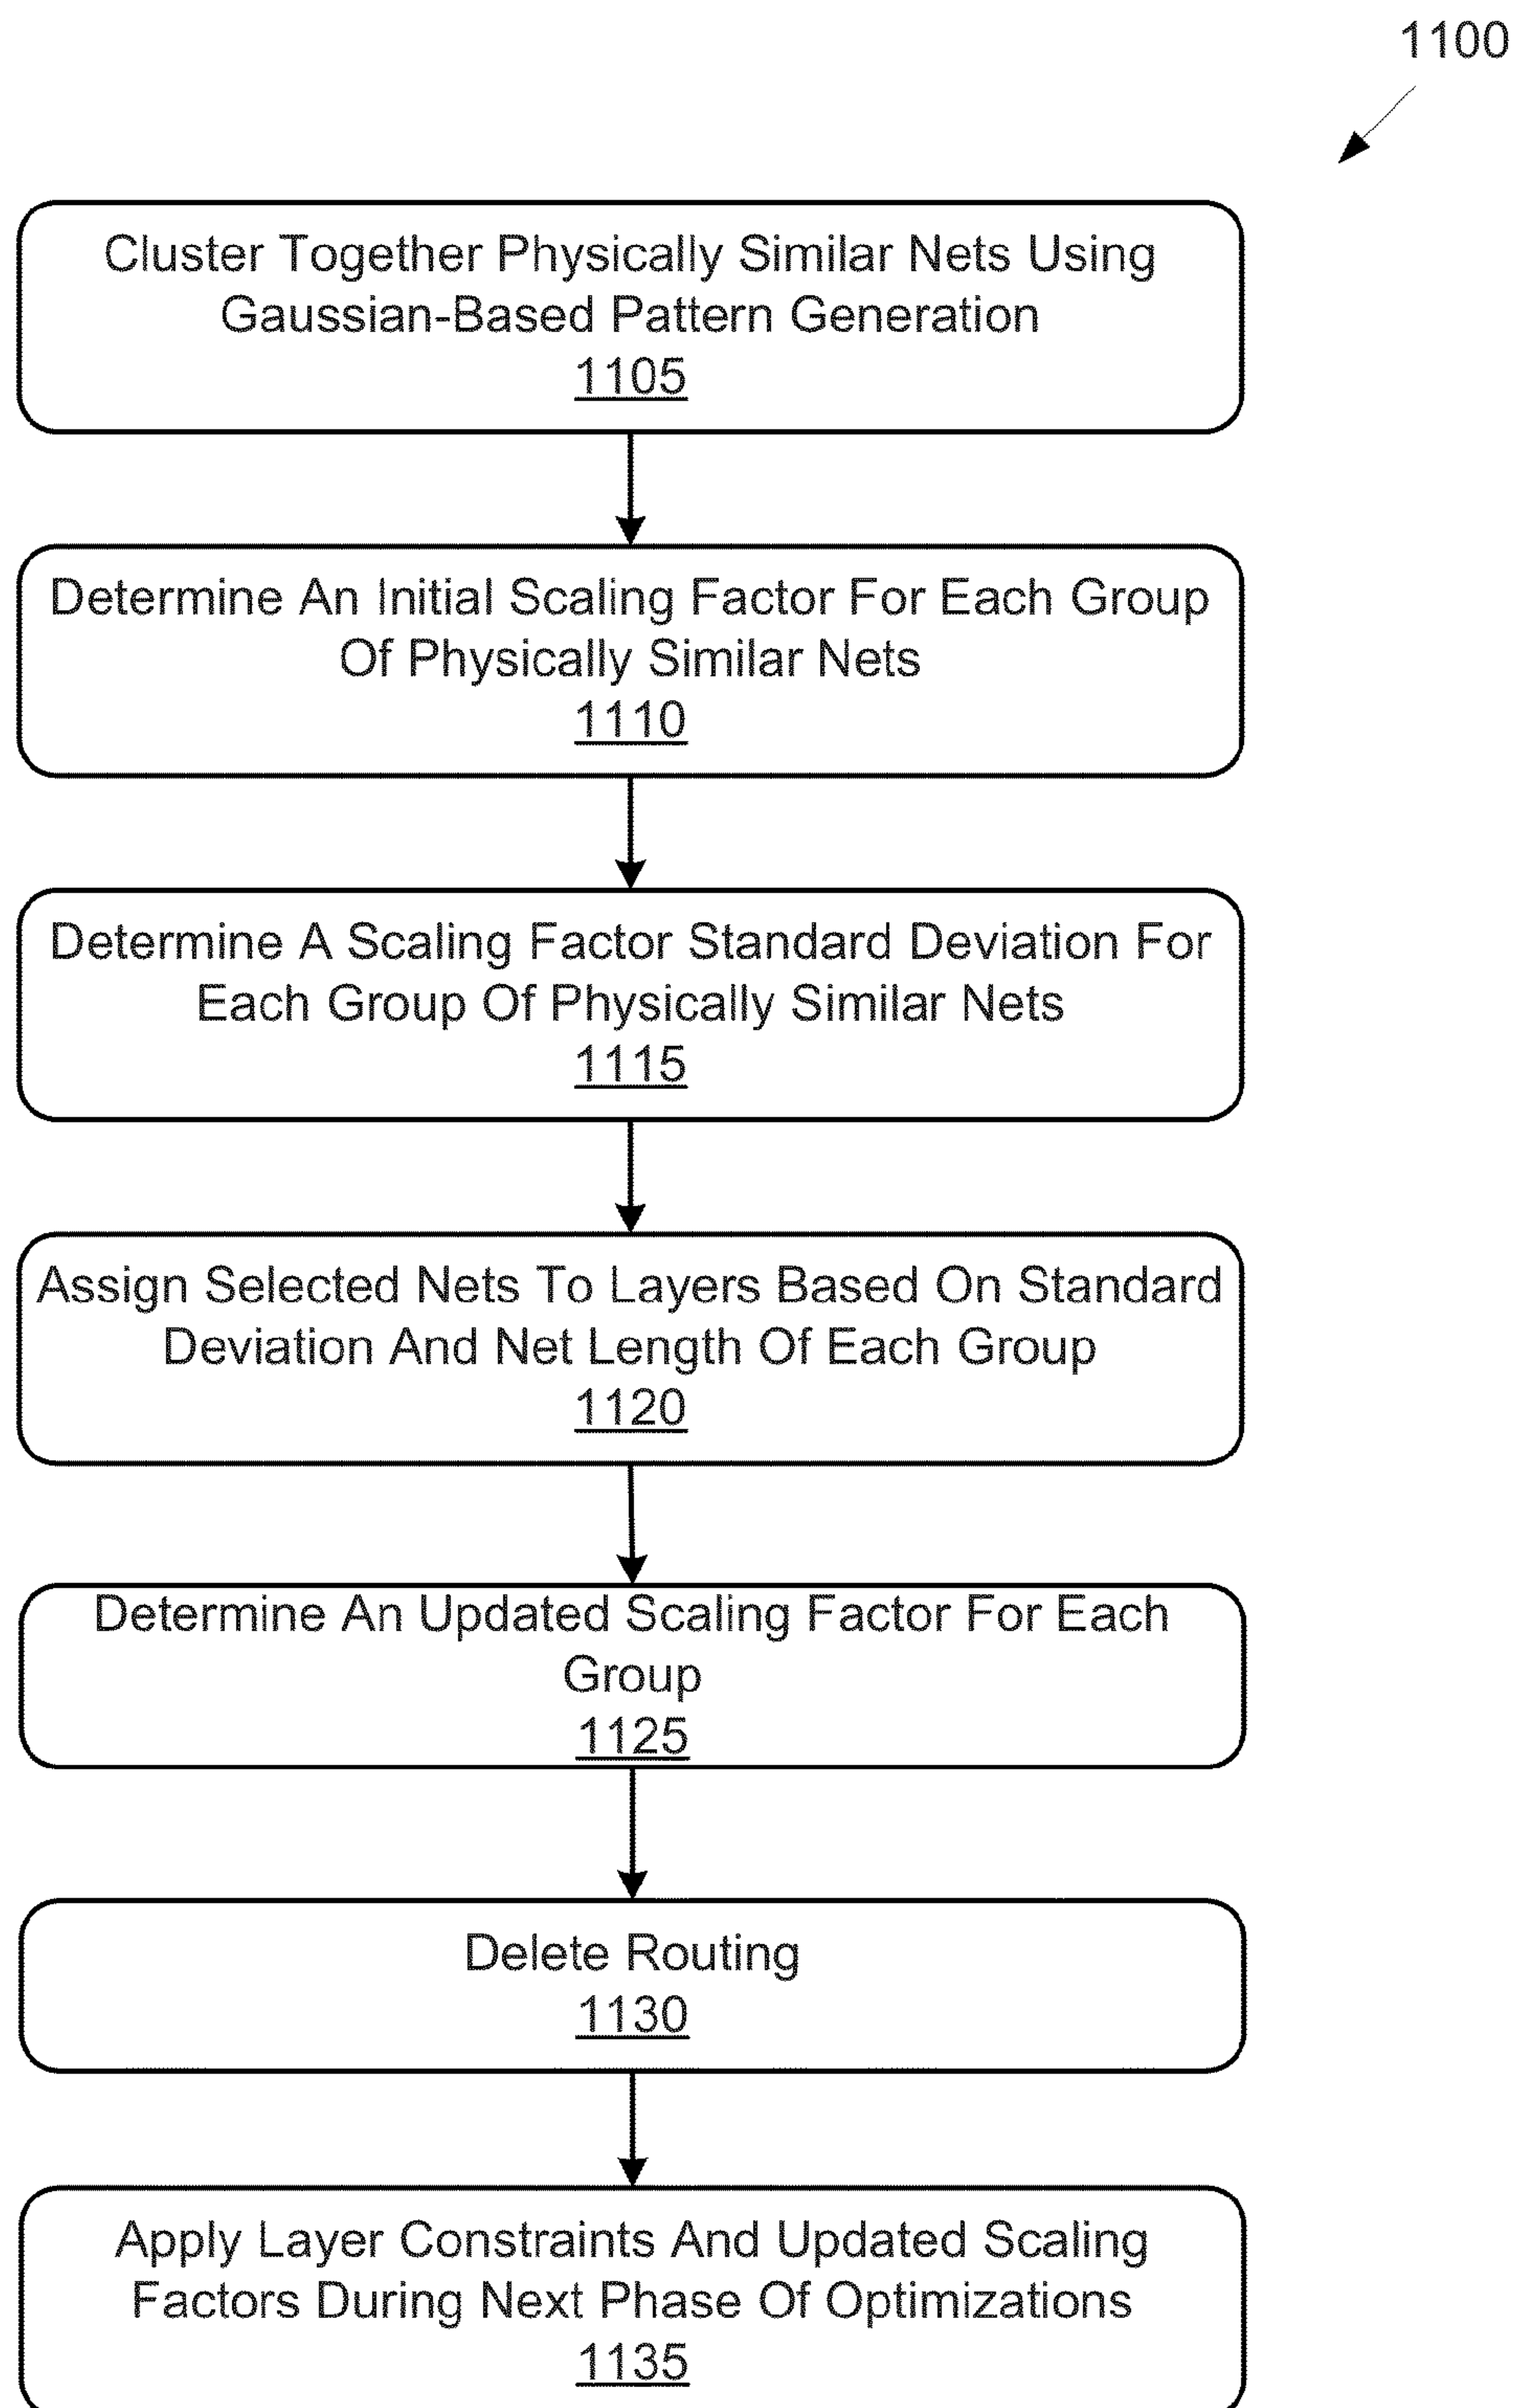 1100
Cluster Together Physically Similar Nets Using
Gaussian-Based Pattern Generation
1105
Determine An Initial Scaling Factor For Each Group
Of Physically Similar Nets
1110
Determine A Scaling Factor Standard Deviation For
Each Group Of Physically Similar Nets
1115
Assign Selected Nets To Layers Based On Standard
Deviation And Net Length Of Each Group
1120
Determine An Updated Scaling Factor For Each
Group
1125
Delete Routing
1130
Apply Layer Constraints And Updated Scaling
Factors During Next Phase Of Optimizations
1135